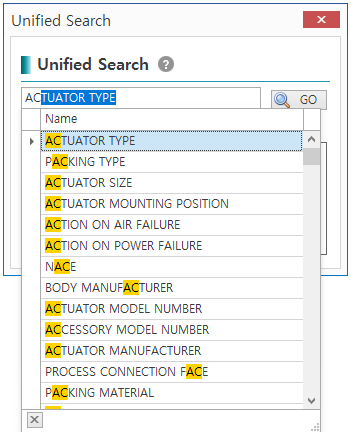 Unified Search
Unified Search ?
ACTUATOR TYPE
GO
Name
ACTUATOR TYPE
PACKING TYPE
ACTUATOR SIZE
ACTUATOR MOUNTING POSITION
ACTION ON AIR FAILURE
ACTION ON POWER FAILURE
NACE
BODY MANUFACTURER
ACTUATOR MODEL NUMBER
ACCESSORY MODEL NUMBER
ACTUATOR MANUFACTURER
PROCESS CONNECTION FACE
PACKING MATERIAL